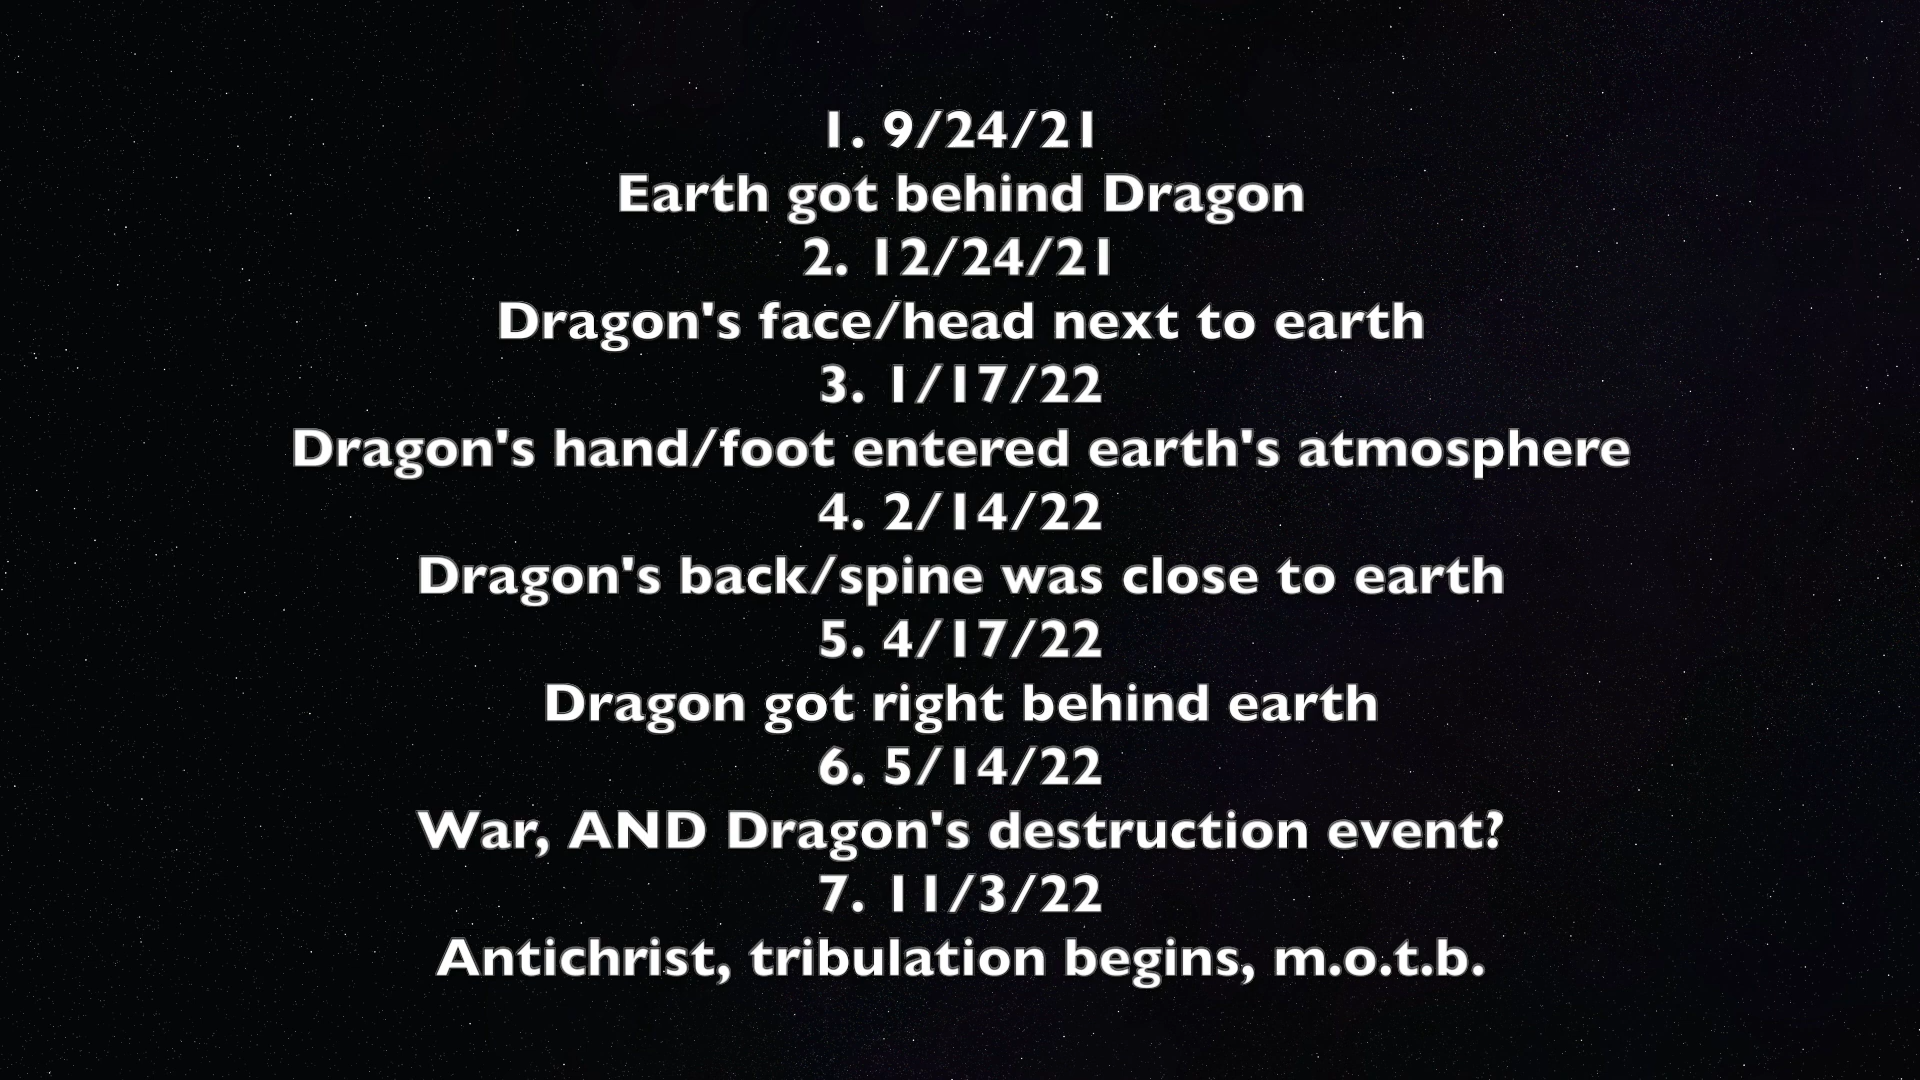 1. 9/24/21
Earth got behind Dragon
2. 12/24/21
Dragon's face/head next to earth
3. 1/17/22
Dragon's hand/foot entered earth's atmosphere
4. 2/14/22
Dragon's back/spine was close to earth
5. 4/17/22
Dragon got right behind earth
6. 5/14/22
War, AND Dragon's destruction event?
7. 11/3/22
Antichrist, tribulation begins, m.o.t.b.